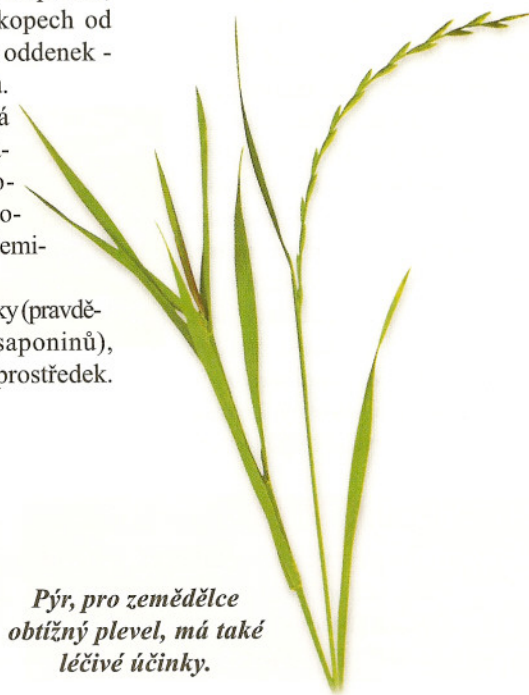 kopech od
oddenek -
á
o-
o-
emi-
ky (pravdě-
saponinů),
prostředek.
Pýr, pro zemědělce
obtížný plevel, má také
léčivé účinky.